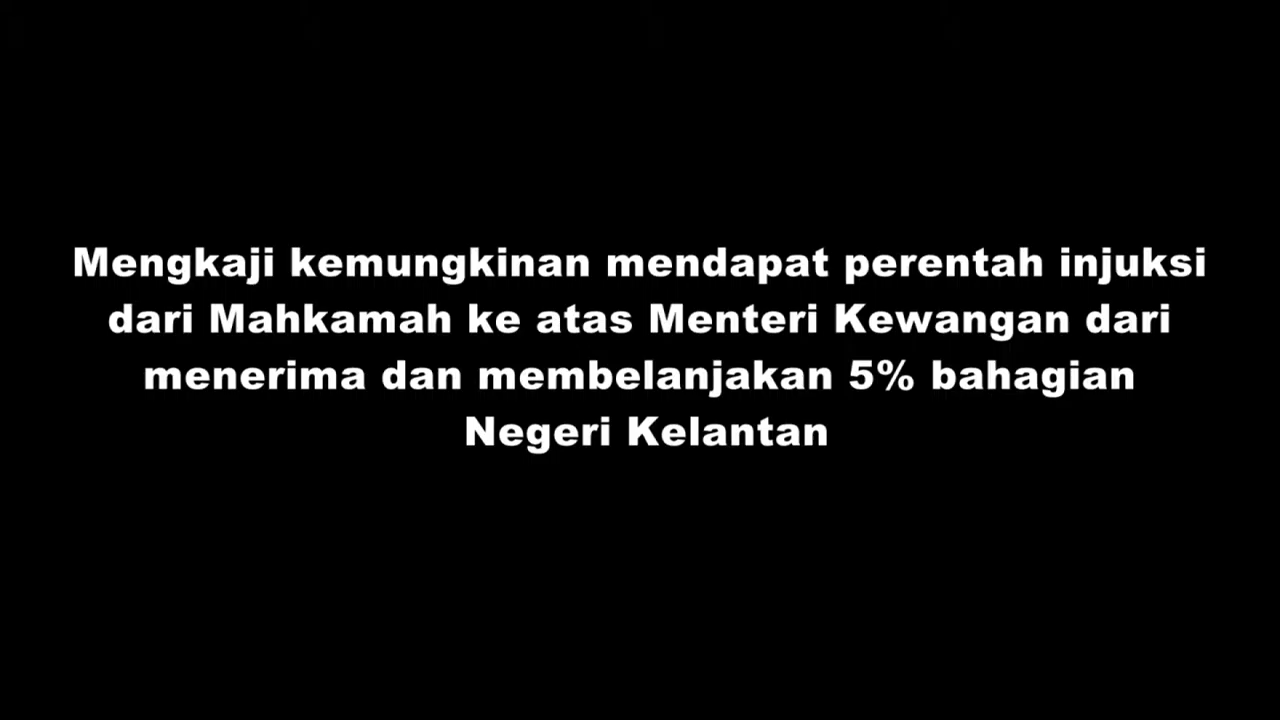 Mengkaji kemungkinan mendapat perentah injuksi
dari Mahkamah ke atas Menteri Kewangan dari
menerima dan membelanjakan 5% bahagian
Negeri Kelantan